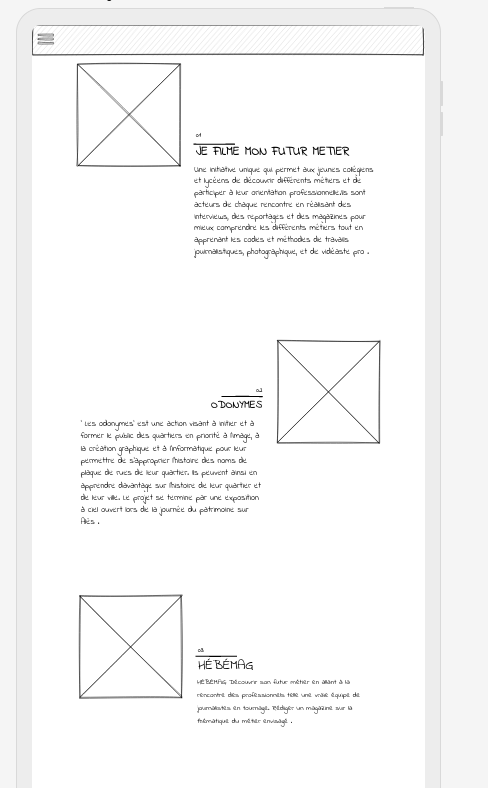 01
JE FILME MON FUTUR METIER
Une initiative unique qui permet aux jeunes collégiens
et lycéens de découvrir différents métiers et de
participer à leur orientation professionnelle.Ils sont
acteurs de chaque rencontre en réalisant des
interviews, des reportages et des magazines pour
mieux comprendre les différents métiers tout en
apprenant les codes et méthodes de travails
journalistiques, photographique, et de vidéaste pro .
02
ODONYMES
' Les odonymes' est une action visant à initier et à
former le public des quartiers en priorité à l'image, à
la création graphique et à l'informatique pour leur
permettre de s'approprier l'histoire des noms de
plaque de rues de leur quartier. Ils peuvent ainsi en
apprendre davantage sur l'histoire de leur quartier et
de leur ville. Le projet se termine par une exposition
à ciel ouvert lors de la journée du patrimoine sur
Alès .
03
HÉBÉMAG
HÉBÉMAG Découvrir son futur métier en allant à la
rencontre des professionnels telle une vraie équipe de
journalistes en tournage. Rédiger un magazine sur la
thématique du métier envisagé .